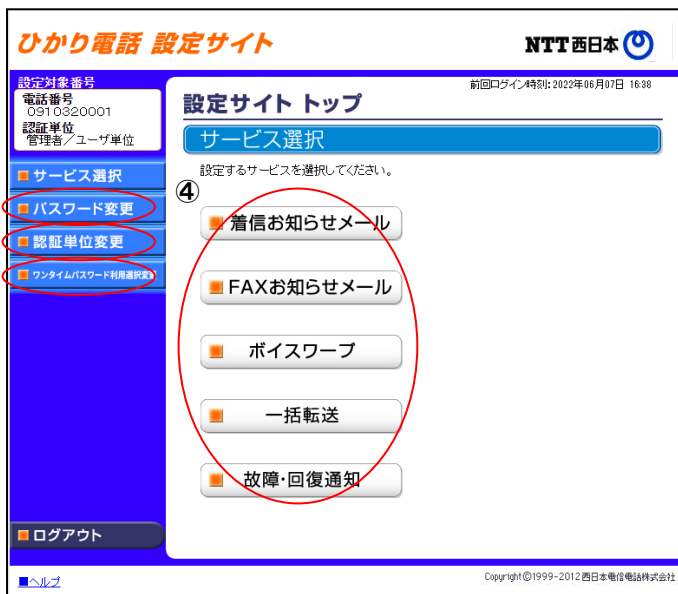 ひかり電話 設定サイト
NTT西日本
設定対象番号
電話番号
0910320001
認証単位
管理者/ユーザ単位
サービス選択
パスワード変更
認証単位変更
ワンタイムパスワード利用選択変更
ログアウト
前回ログイン時刻:2022年06月07日 16:38
設定サイト トップ
サービス選択
設定するサービスを選択してください。
④
着信お知らせメール
FAXお知らせメール
ボイスワープ
一括転送
故障・回復通知
■ヘルプ
Copyright©1999-2012 西日本電信電話株式会社